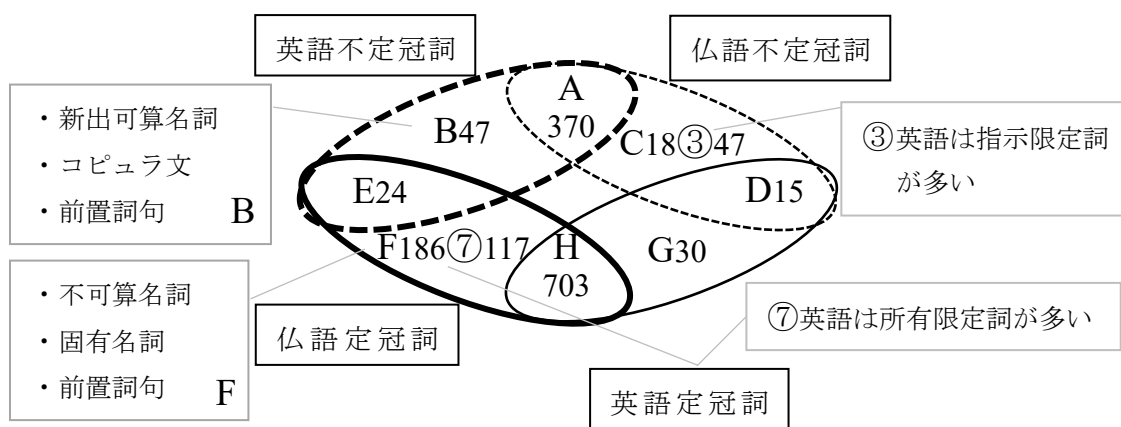 英語不定冠詞
仏語不定冠詞
・新出可算名詞
・コピュラ文
・前置詞句 B
A
370
B47
C18③47
③英語は指示限定詞
が多い
E24
D15
F186⑦117
H
703
G30
・不可算名詞
・固有名詞
・前置詞句 F
仏語定冠詞
⑦英語は所有限定詞が多い
英語定冠詞